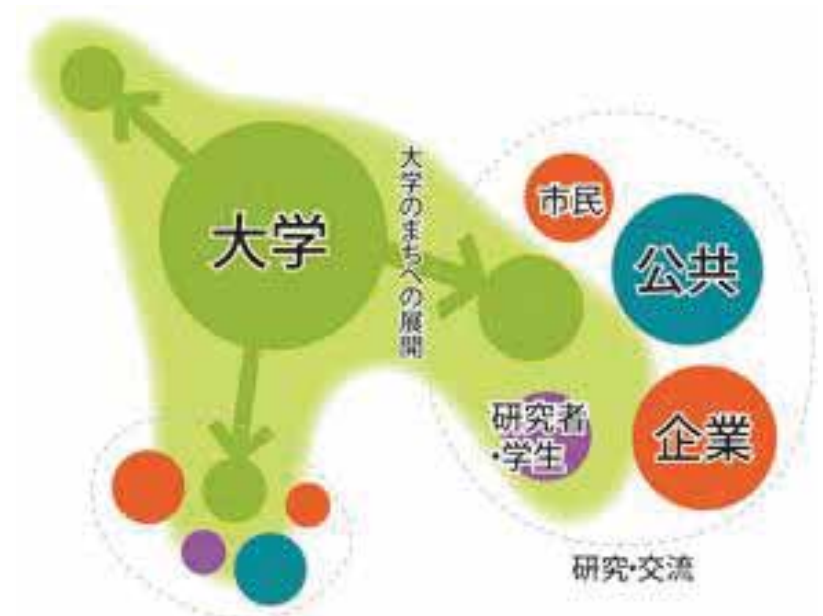 大学
大学のまちへの展開
市民
公共
研究者
・学生
企業
研究・交流